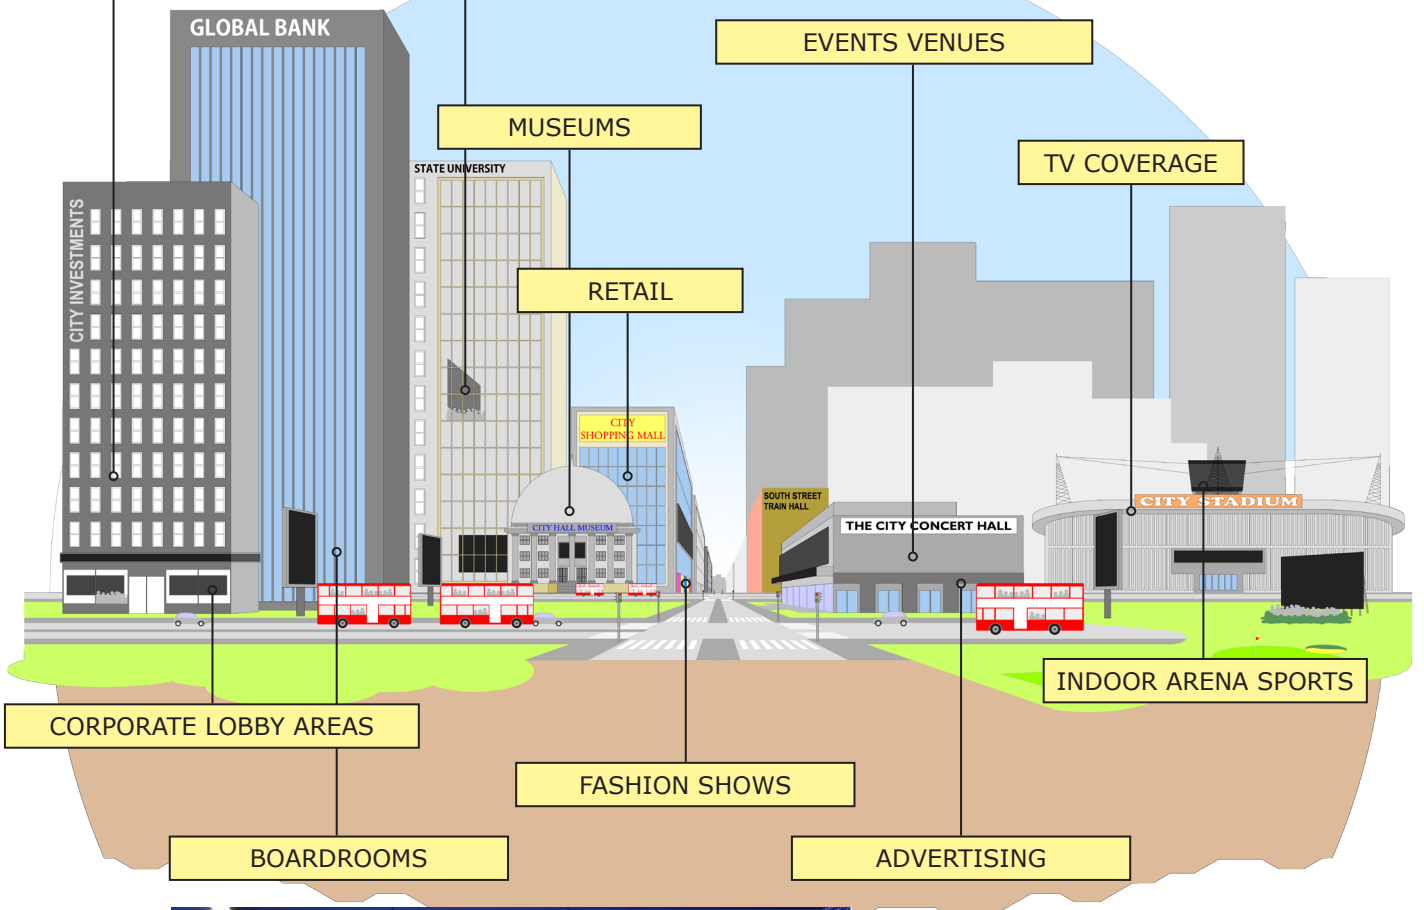 GLOBAL BANK
EVENTS VENUES
MUSEUMS
TV COVERAGE
STATE UNIVERSITY
CITY INVESTMENTS
RETAIL
CITY
SHOPPING MALL
SOUTH STREET
TRAIN HALL
CITY STADIUM
THE CITY CONCERT HALL
CITY HALL MUSEUM
INDOOR ARENA SPORTS
CORPORATE LOBBY AREAS
FASHION SHOWS
BOARDROOMS
ADVERTISING